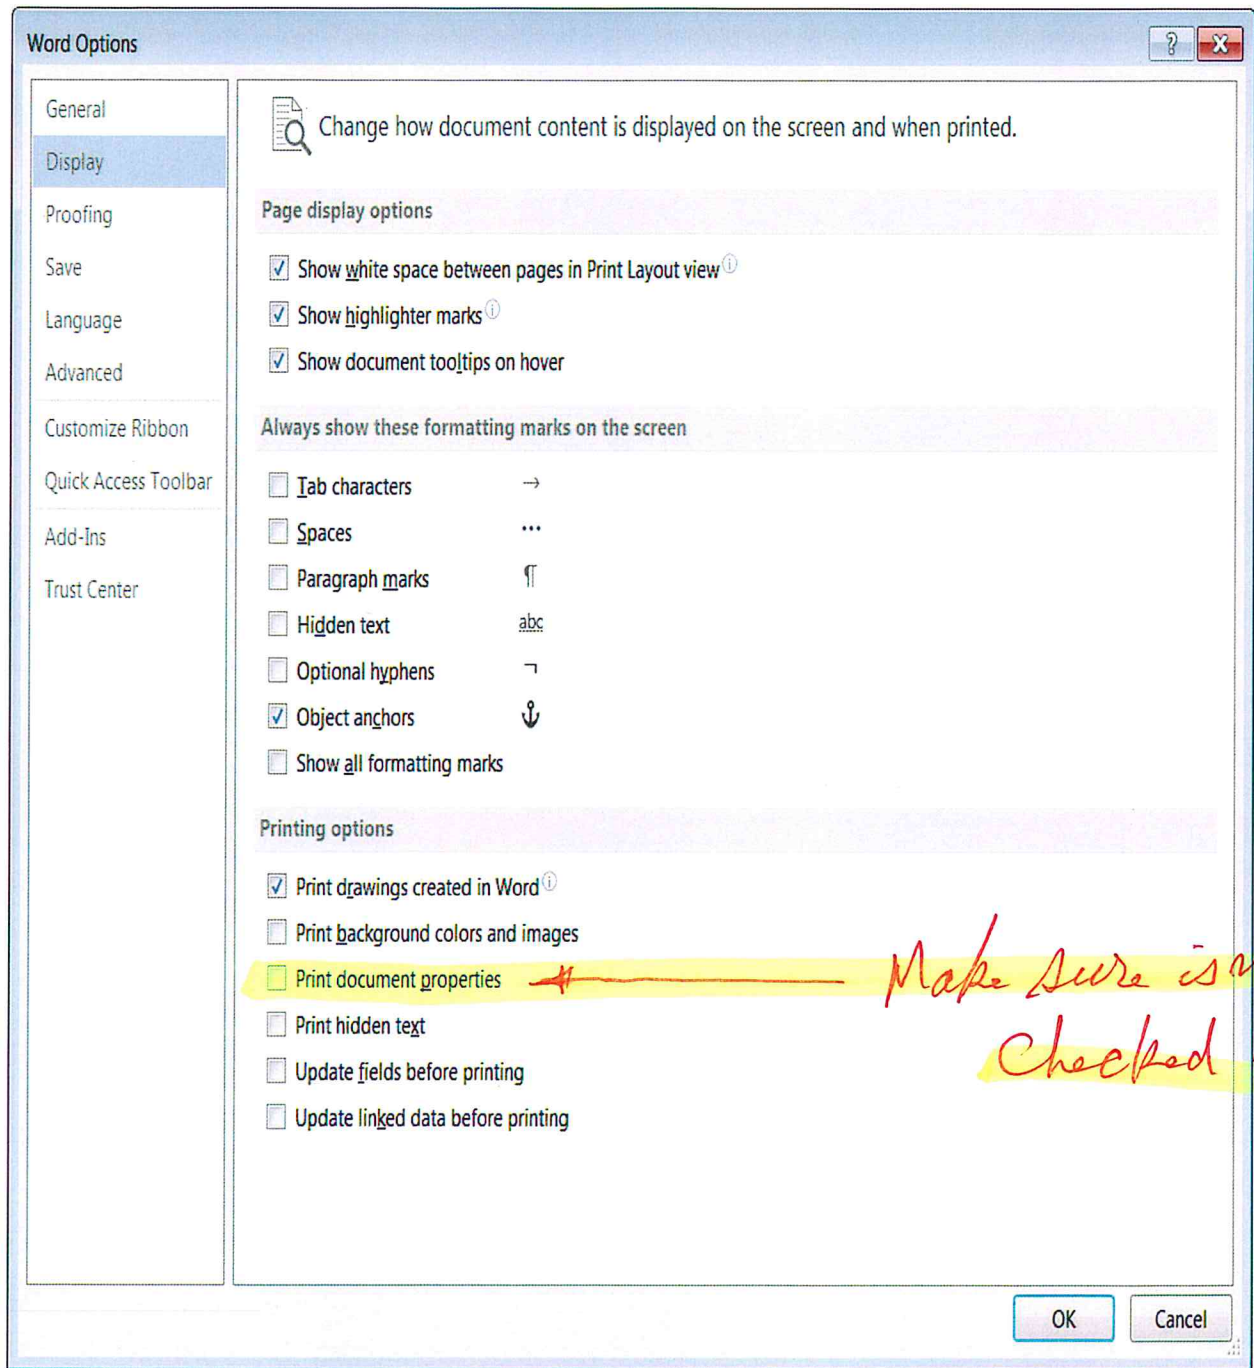 Word Options
General
Display
Proofing
Save
Language
Advanced
Customize Ribbon
Quick Access Toolbar
Add-Ins
Trust Center
Change how document content is displayed on the screen and when printed.
Page display options
Show white space between pages in Print Layout view
Show highlighter marks
Show document tooltips on hover
Always show these formatting marks on the screen
Tab characters →
Spaces ...
Paragraph marks ¶
Hidden text abc
Optional hyphens ¬
Object anchors
Show all formatting marks
Printing options
Print drawings created in Word
Print background colors and images
Print document properties Make sure is
Checked
Print hidden text
Update fields before printing
Update linked data before printing
OK Cancel